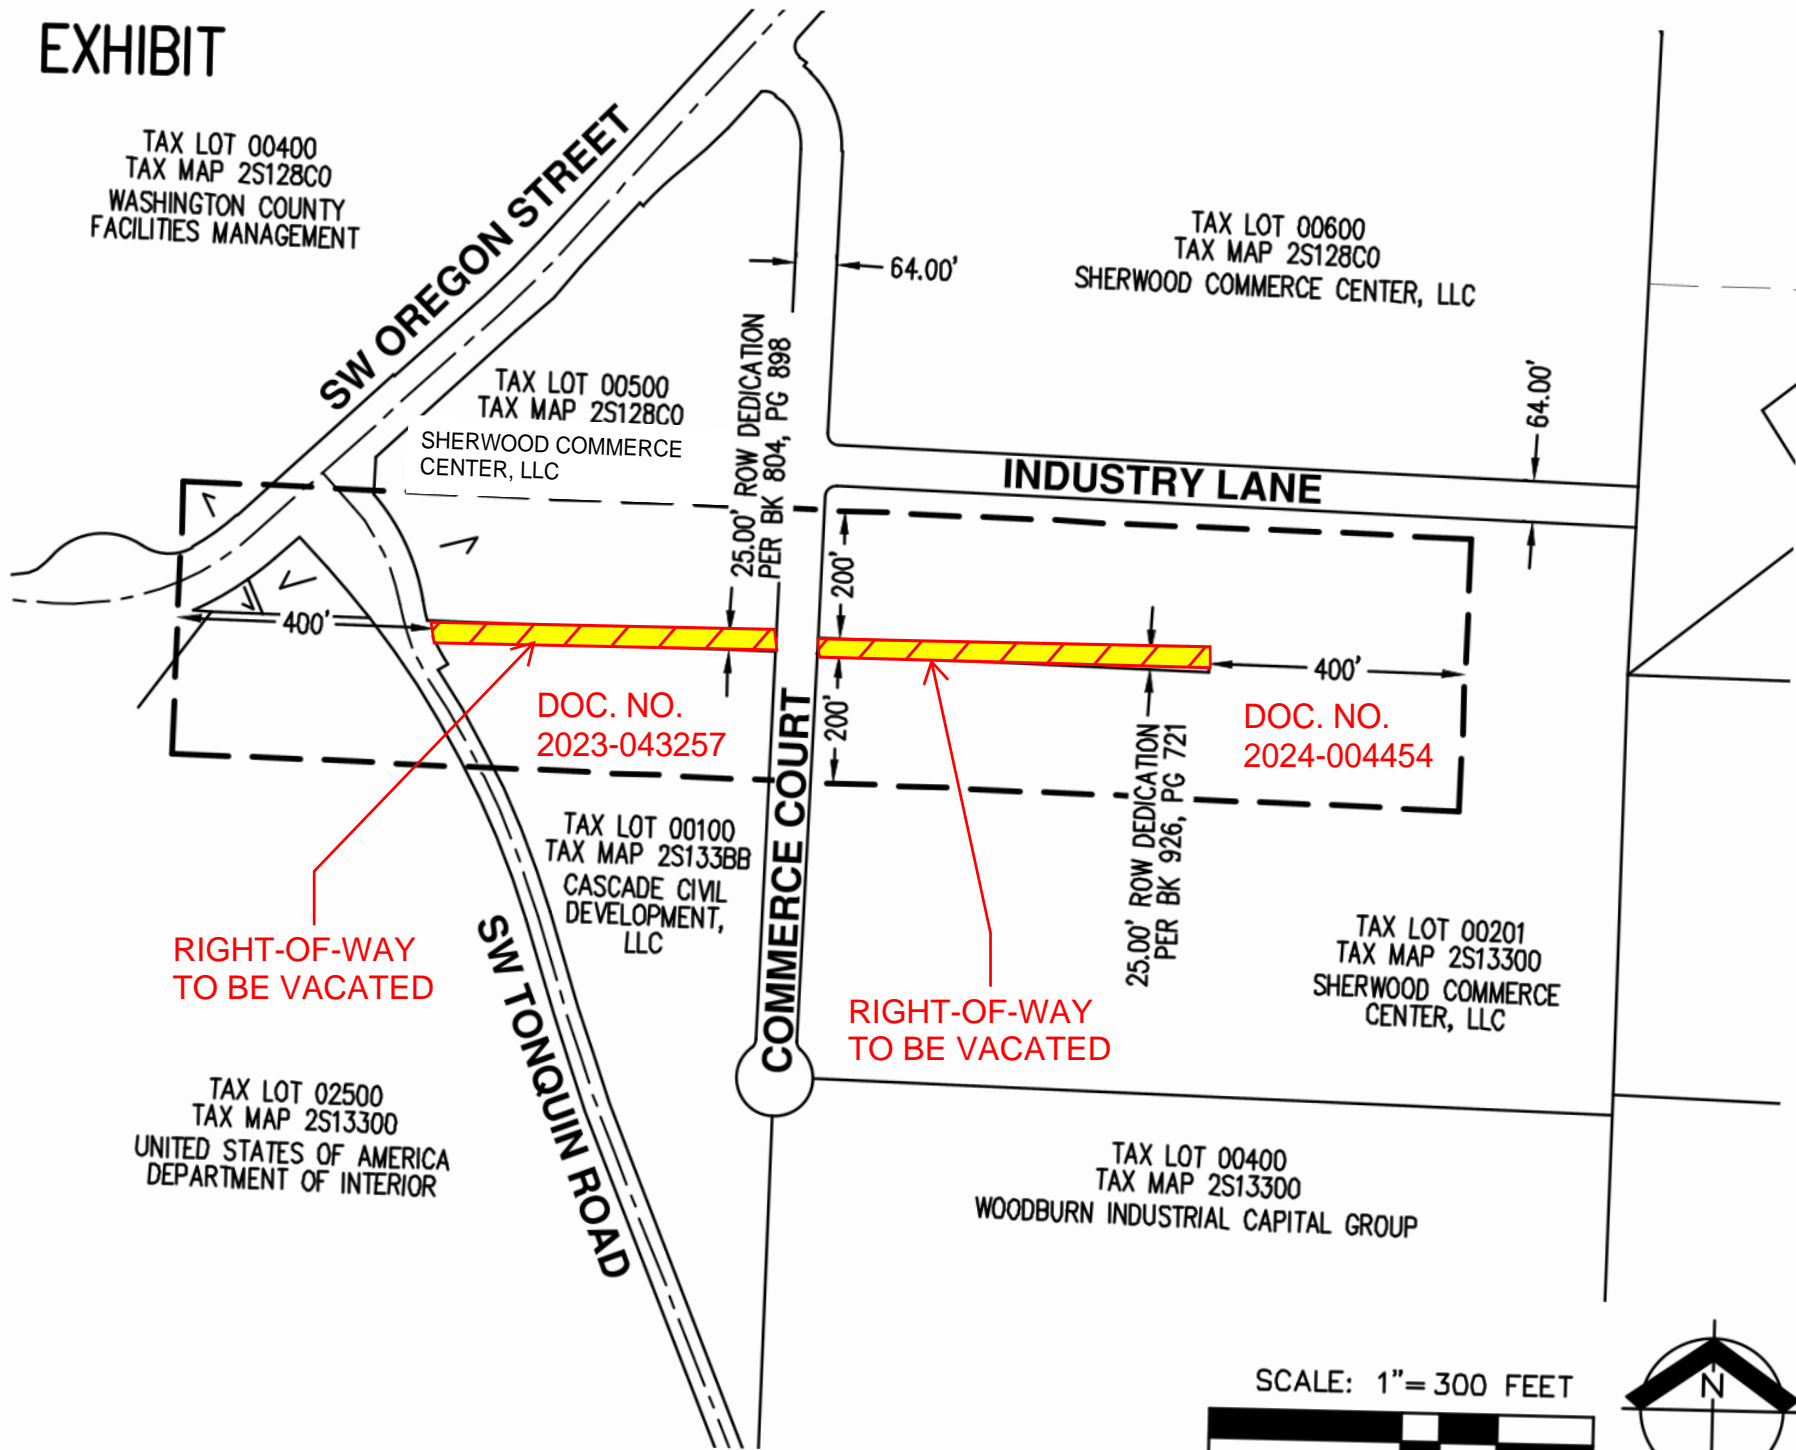 EXHIBIT
TAX LOT 00400
TAX MAP 2S128C0
WASHINGTON COUNTY
FACILITIES MANAGEMENT
SW OREGON STREET
TAX LOT 00600
TAX MAP 2S128C0
SHERWOOD COMMERCE CENTER, LLC
64.00'
TAX LOT 00500
TAX MAP 2S128C0
SHERWOOD COMMERCE
CENTER, LLC
25.00' ROW DEDICATION
PER BK 804, PG 898
64.00'
INDUSTRY LANE
200'
400'
400'
200'
DOC. NO.
2023-043257
DOC. NO.
2024-004454
COMMERCE COURT
25.00' ROW DEDICATION
PER BK 926, PG 721
TAX LOT 00100
TAX MAP 2S133BB
CASCADE CIVIL
DEVELOPMENT,
LLC
RIGHT-OF-WAY
TO BE VACATED
SW TONQUIN ROAD
RIGHT-OF-WAY
TO BE VACATED
TAX LOT 00201
TAX MAP 2S13300
SHERWOOD COMMERCE
CENTER, LLC
TAX LOT 02500
TAX MAP 2S13300
UNITED STATES OF AMERICA
DEPARTMENT OF INTERIOR
TAX LOT 00400
TAX MAP 2S13300
WOODBURN INDUSTRIAL CAPITAL GROUP
SCALE: 1"= 300 FEET
N